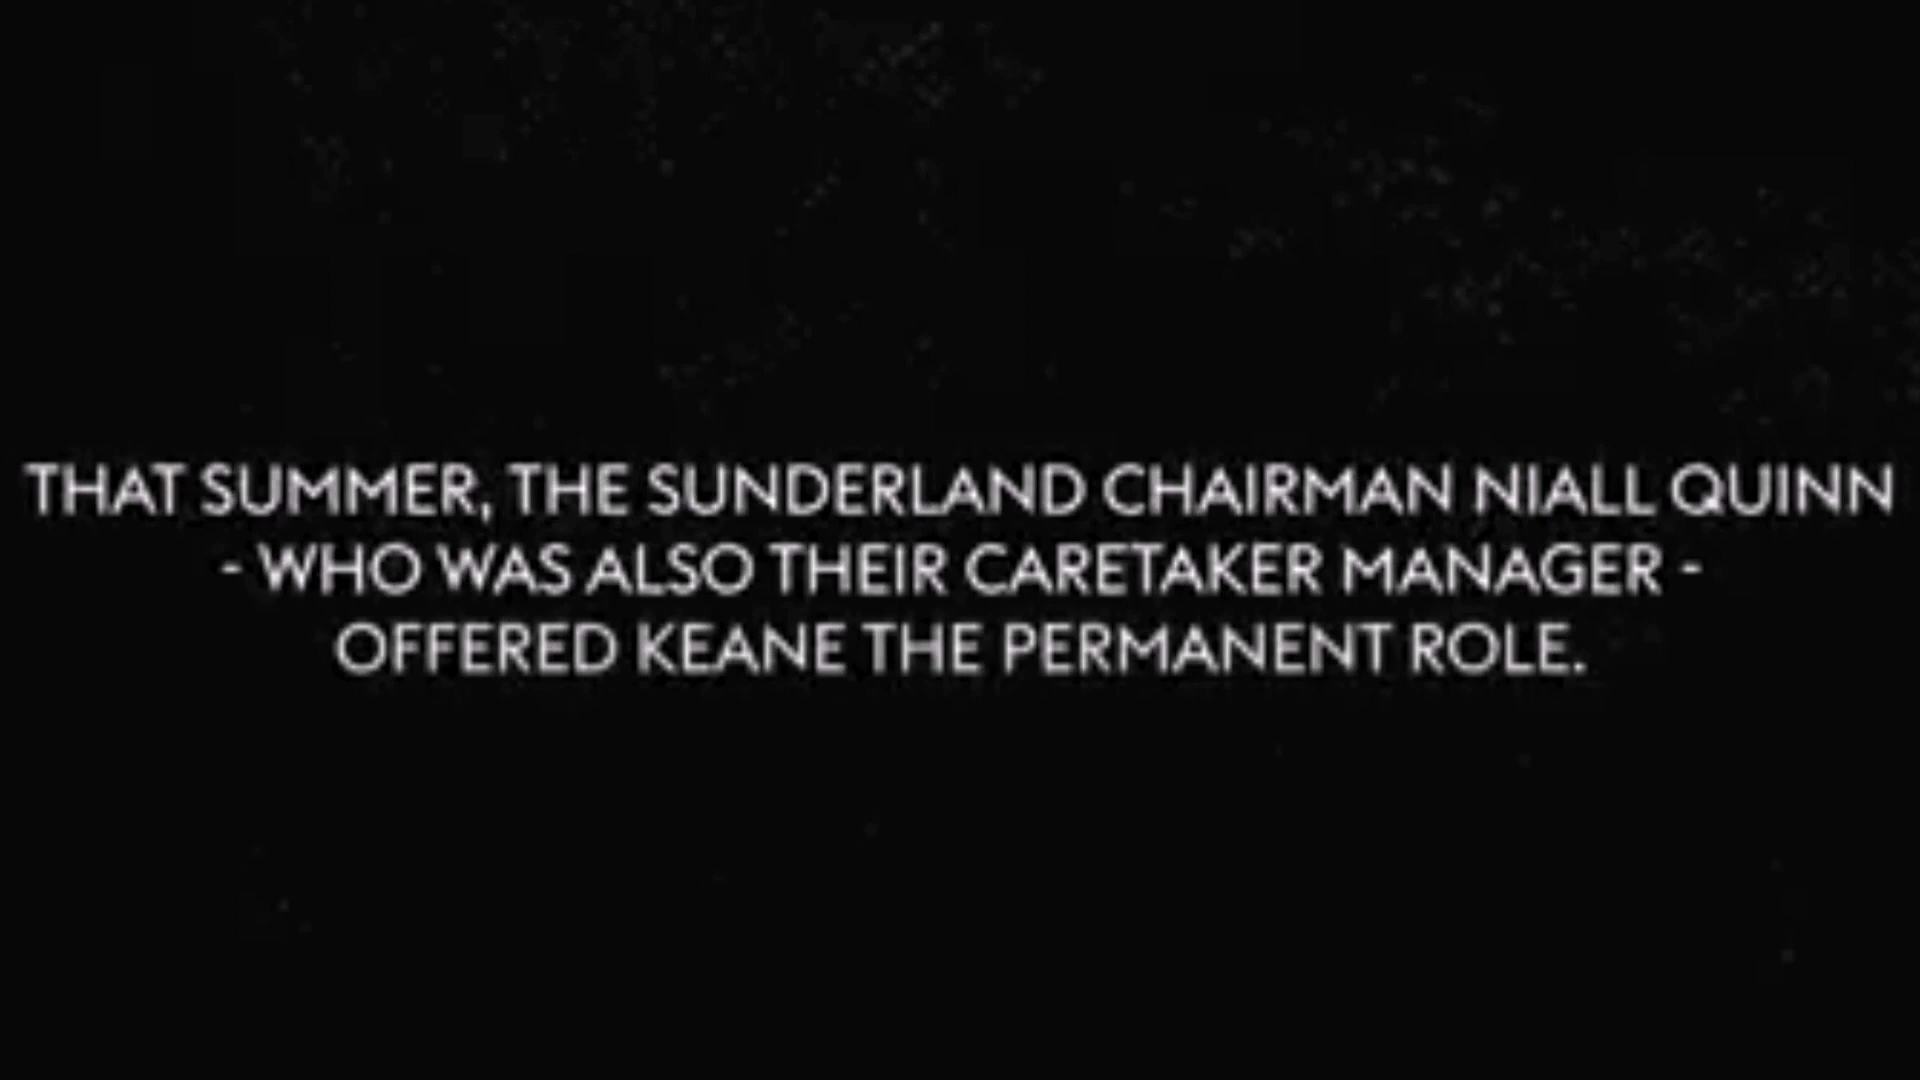 THAT SUMMER, THE SUNDERLAND CHAIRMAN NIALL QUINN
- WHO WAS ALSO THEIR CARETAKER MANAGER -
OFFERED KEANE THE PERMANENT ROLE.